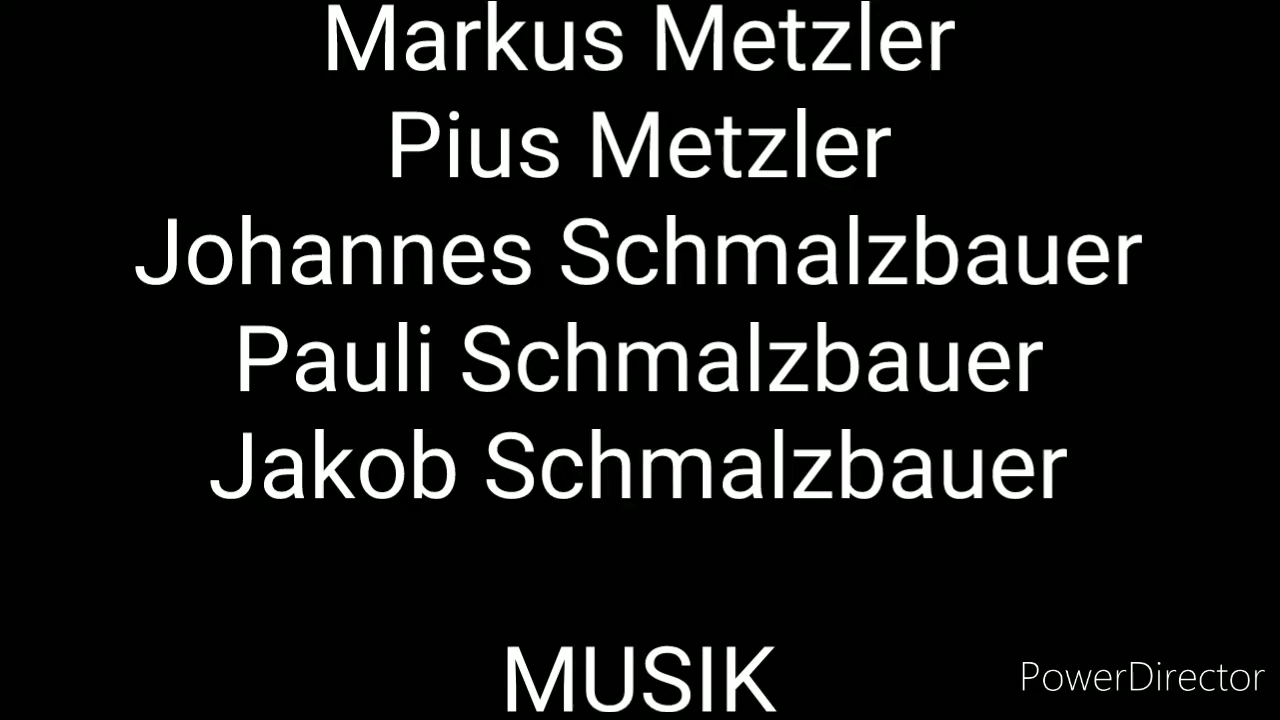 Markus Metzler
Pius Metzler
Johannes Schmalzbauer
Pauli Schmalzbauer
Jakob Schmalzbauer
MUSIK
PowerDirector